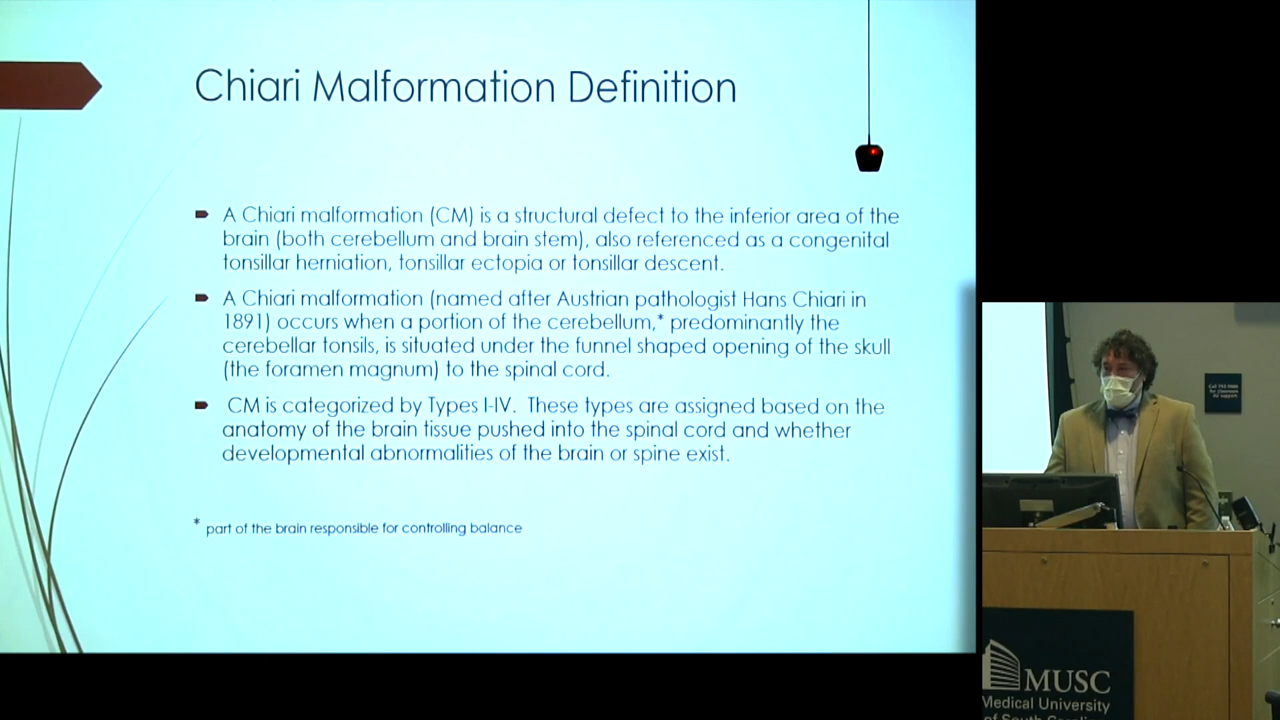 Chiari Malformation Definition
A Chiari malformation (CM) is a structural defect to the inferior area of the
brain (both cerebellum and brain stem), also referenced as a congenital
tonsillar herniation, tonsillar ectopia or tonsillar descent.
A Chiari malformation (named after Austrian pathologist Hans Chiari in
1891) occurs when a portion of the cerebellum,* predominantly the
cerebellar tonsils, is situated under the funnel shaped opening of the skull
(the foramen magnum) to the spinal cord.
CM is categorized by Types I-IV. These types are assigned based on the
anatomy of the brain tissue pushed into the spinal cord and whether
developmental abnormalities of the brain or spine exist.
* part of the brain responsible for controlling balance
for Classroom
AV support.
MUSC
Medical University
of South Carolina